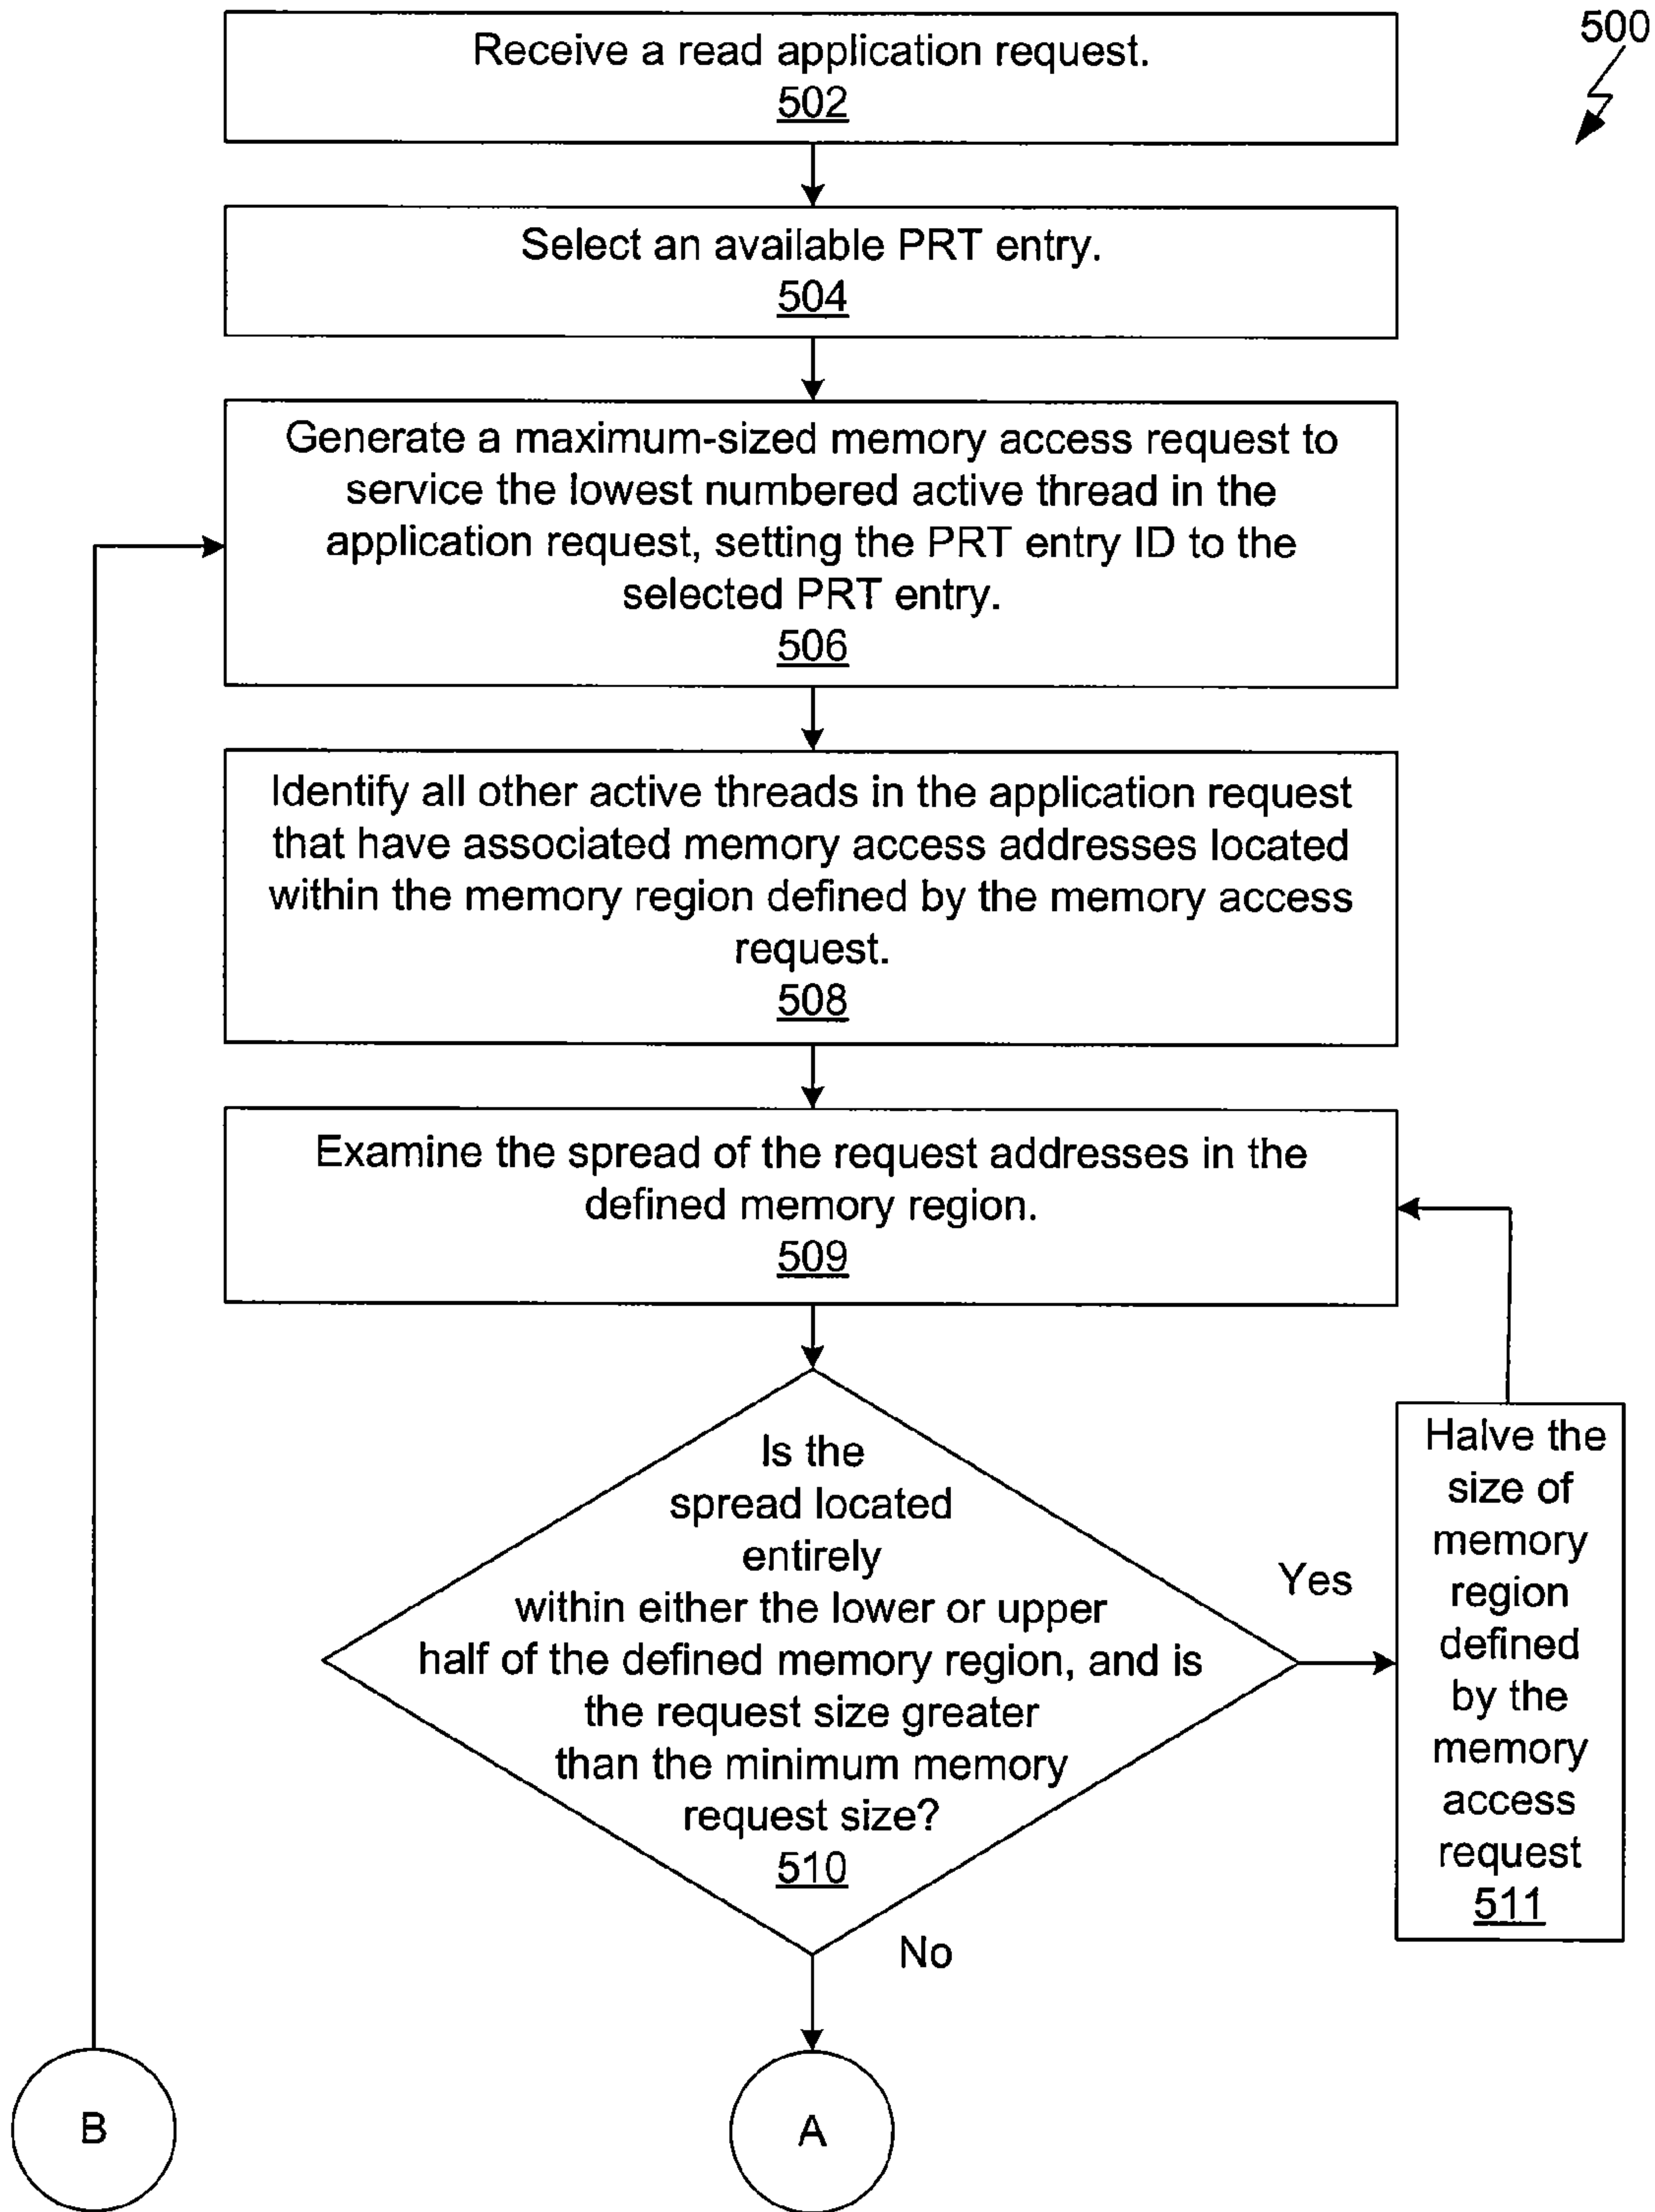 500
Receive a read application request.
502
Select an available PRT entry.
504
Generate a maximum-sized memory access request to
service the lowest numbered active thread in the
application request, setting the PRT entry ID to the
selected PRT entry.
506
Identify all other active threads in the application request
that have associated memory access addresses located
within the memory region defined by the memory access
request.
508
Examine the spread of the request addresses in the
defined memory region.
509
Is the
spread located
entirely
within either the lower or upper
half of the defined memory region, and is
the request size greater
than the minimum memory
request size?
510
Yes
Halve the
size of
memory
region
defined
by the
memory
access
request
511
No
B
A